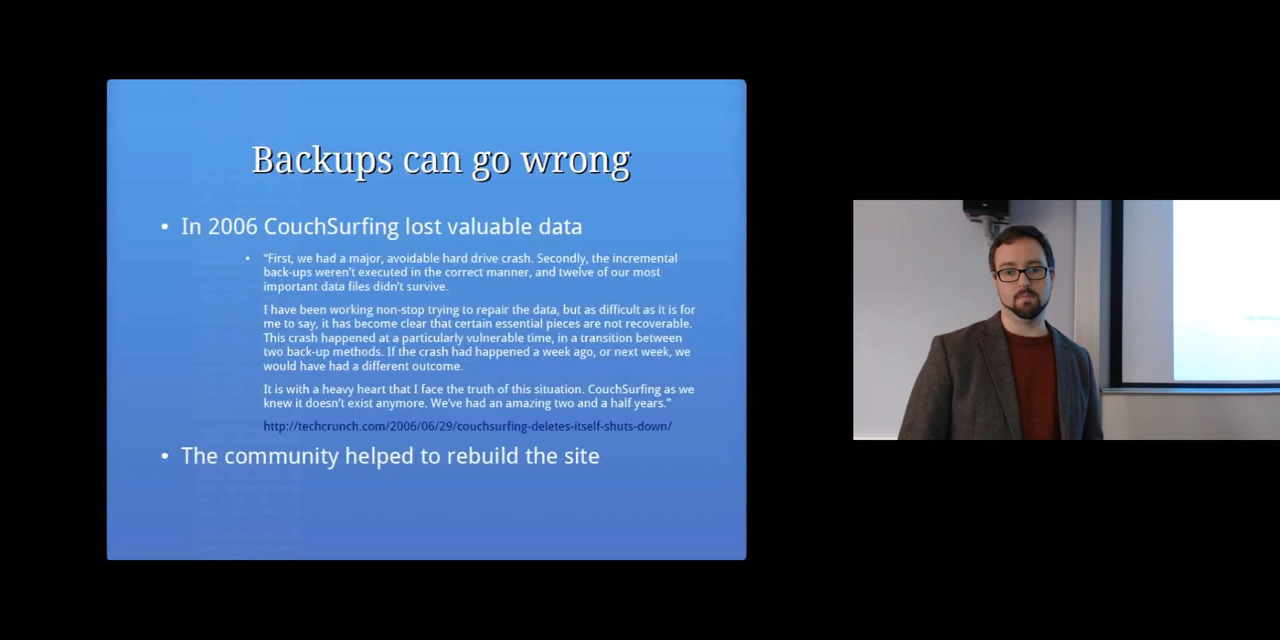 Backups can go wrong
• In 2006 CouchSurfing lost valuable data
• “First, we had a major, avoidable hard drive crash. Secondly, the incremental
back-ups weren’t executed in the correct manner, and twelve of our most
important data files didn’t survive.
I have been working non-stop trying to repair the data, but as difficult as it is for
me to say, it has become clear that certain essential pieces are not recoverable.
This crash happened at a particularly vulnerable time, in a transition between
two back-up methods. If the crash had happened a week ago, or next week, we
would have had a different outcome.
It is with a heavy heart that I face the truth of this situation. CouchSurfing as we
knew it doesn’t exist anymore. We’ve had an amazing two and a half years.”
http://techcrunch.com/2006/06/29/couchsurfing-deletes-itself-shuts-down/
• The community helped to rebuild the site